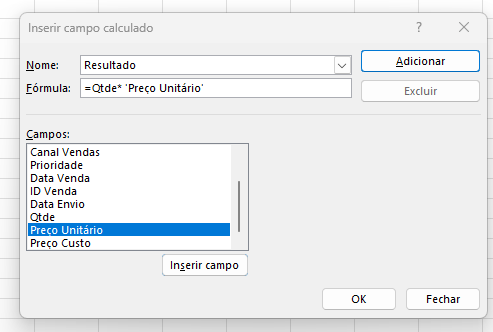 Inserir campo calculado
? ×
Nome: Resultado
Adicionar
Fórmula: =Qtde* 'Preço Unitário'
Excluir
Campos:
Canal Vendas
Prioridade
Data Venda
ID Venda
Data Envio
Qtde
Preço Unitário
Preço Custo
Inserir campo
OK
Fechar